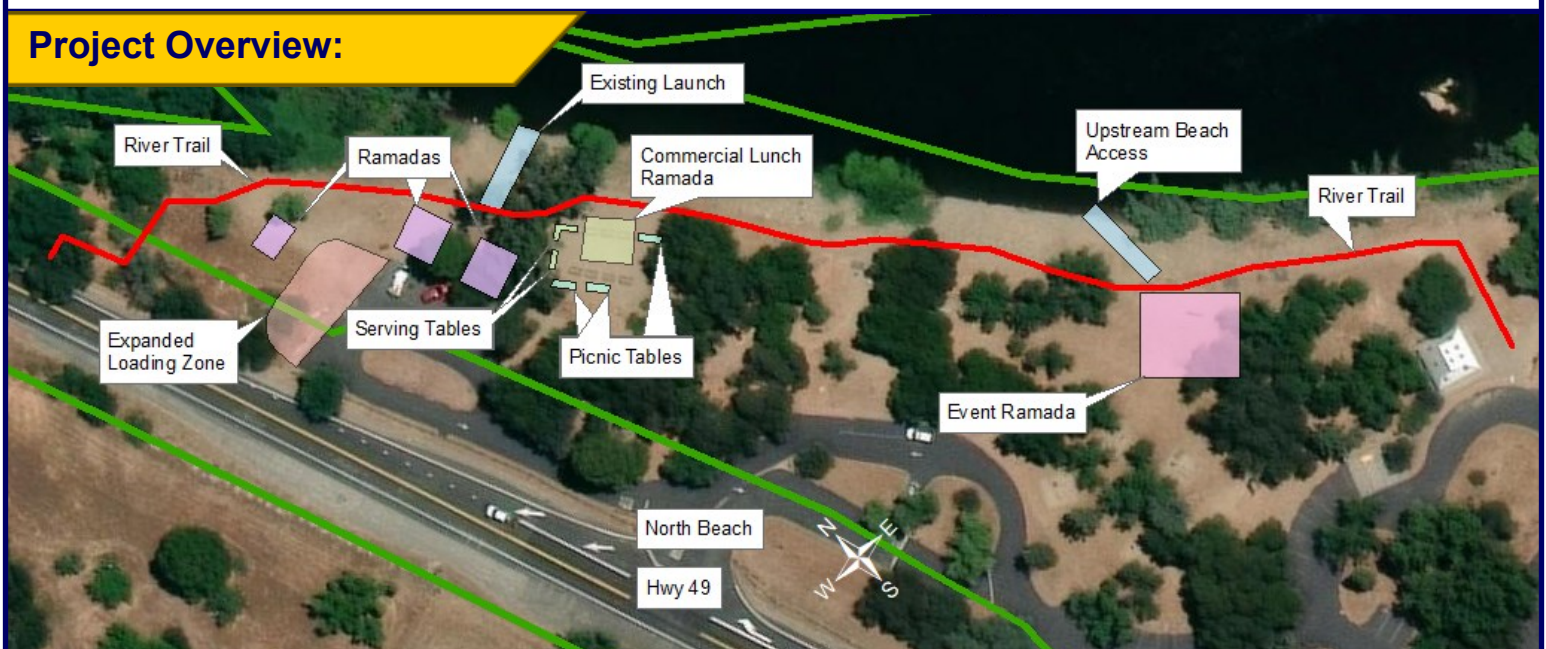 Project Overview:
Existing Launch
River Trail
Ramadas
Commercial Lunch
Ramada
Upstream Beach
Access
River Trail
Expanded
Loading Zone
Serving Tables
Picnic Tables
Event Ramada
North Beach
Hwy 49
N
E
W
S